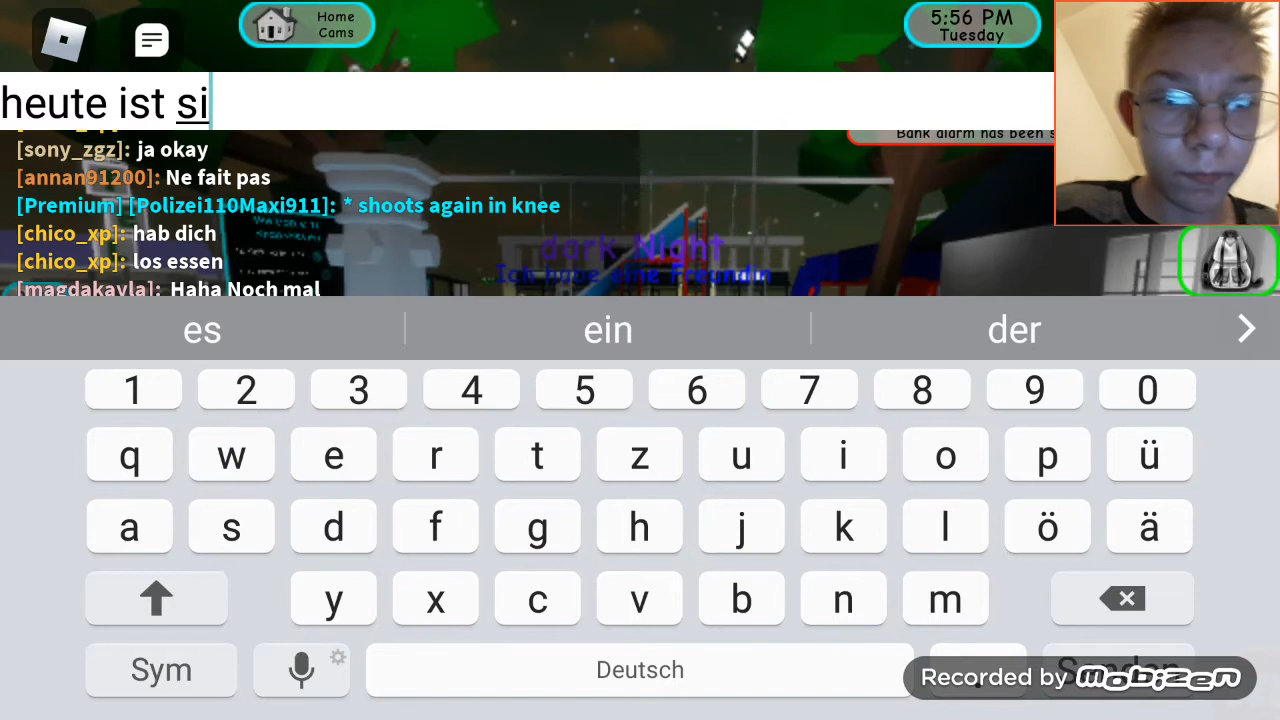 Home
Cams
5:56 PM
Tuesday
heute ist si
Bank alarm has been s
[sony_zgz]: ja okay
[annan91200]: Ne fait pas
[Premium] [Polizei110Maxi911]: * shoots again in knee
[chico_xp]: hab dich
[chico_xp]: los essen
[magdakayla]: Haha Noch mal
dark Night
Ich habe eine Freundin
es ein der
1 2 3 4 5 6 7 8 9 0
q w e r t z u i o p ü
a s d f g h j k l ö ä
y x c v b n m
Sym Deutsch Senden
Recorded by mobizen